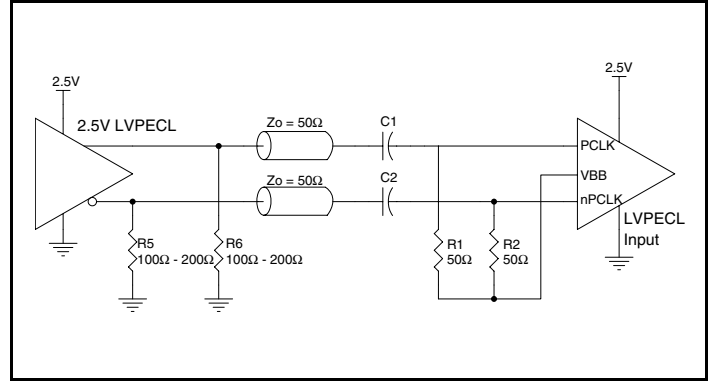 2.5V
2.5V
2.5V LVPECL
Zo = 50Ω
C1
PCLK
Zo = 50Ω
C2
VBB
nPCLK
LVPECL
Input
R5
100Ω - 200Ω
R6
100Ω - 200Ω
R1
50Ω
R2
50Ω